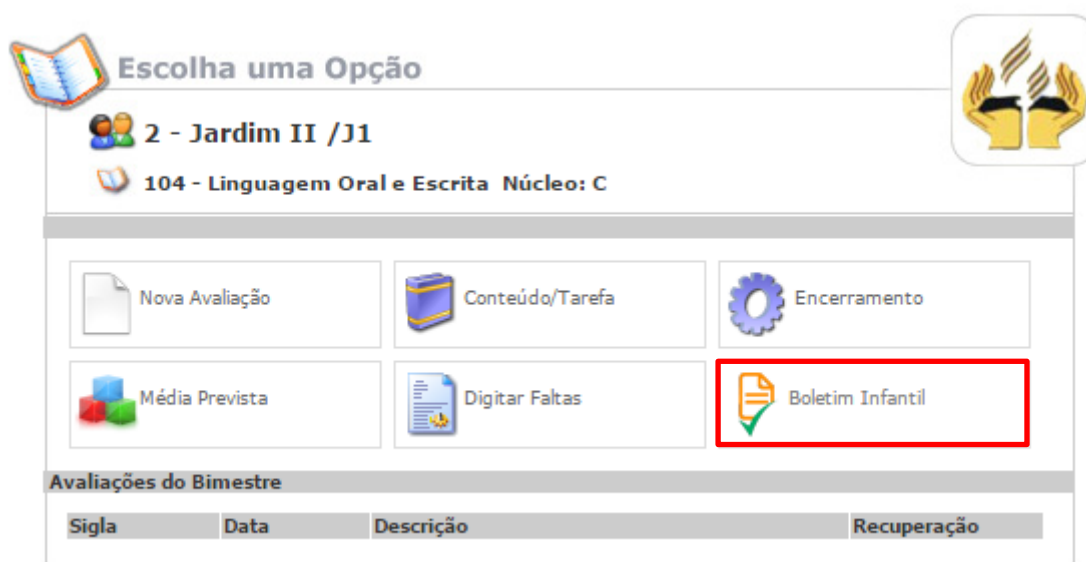 Escolha uma Opção
2 - Jardim II /J1
104 - Linguagem Oral e Escrita Núcleo: C
Nova Avaliação Conteúdo/Tarefa Encerramento
Média Prevista Digitar Faltas Boletim Infantil
Avaliações do Bimestre
Sigla Data Descrição Recuperação